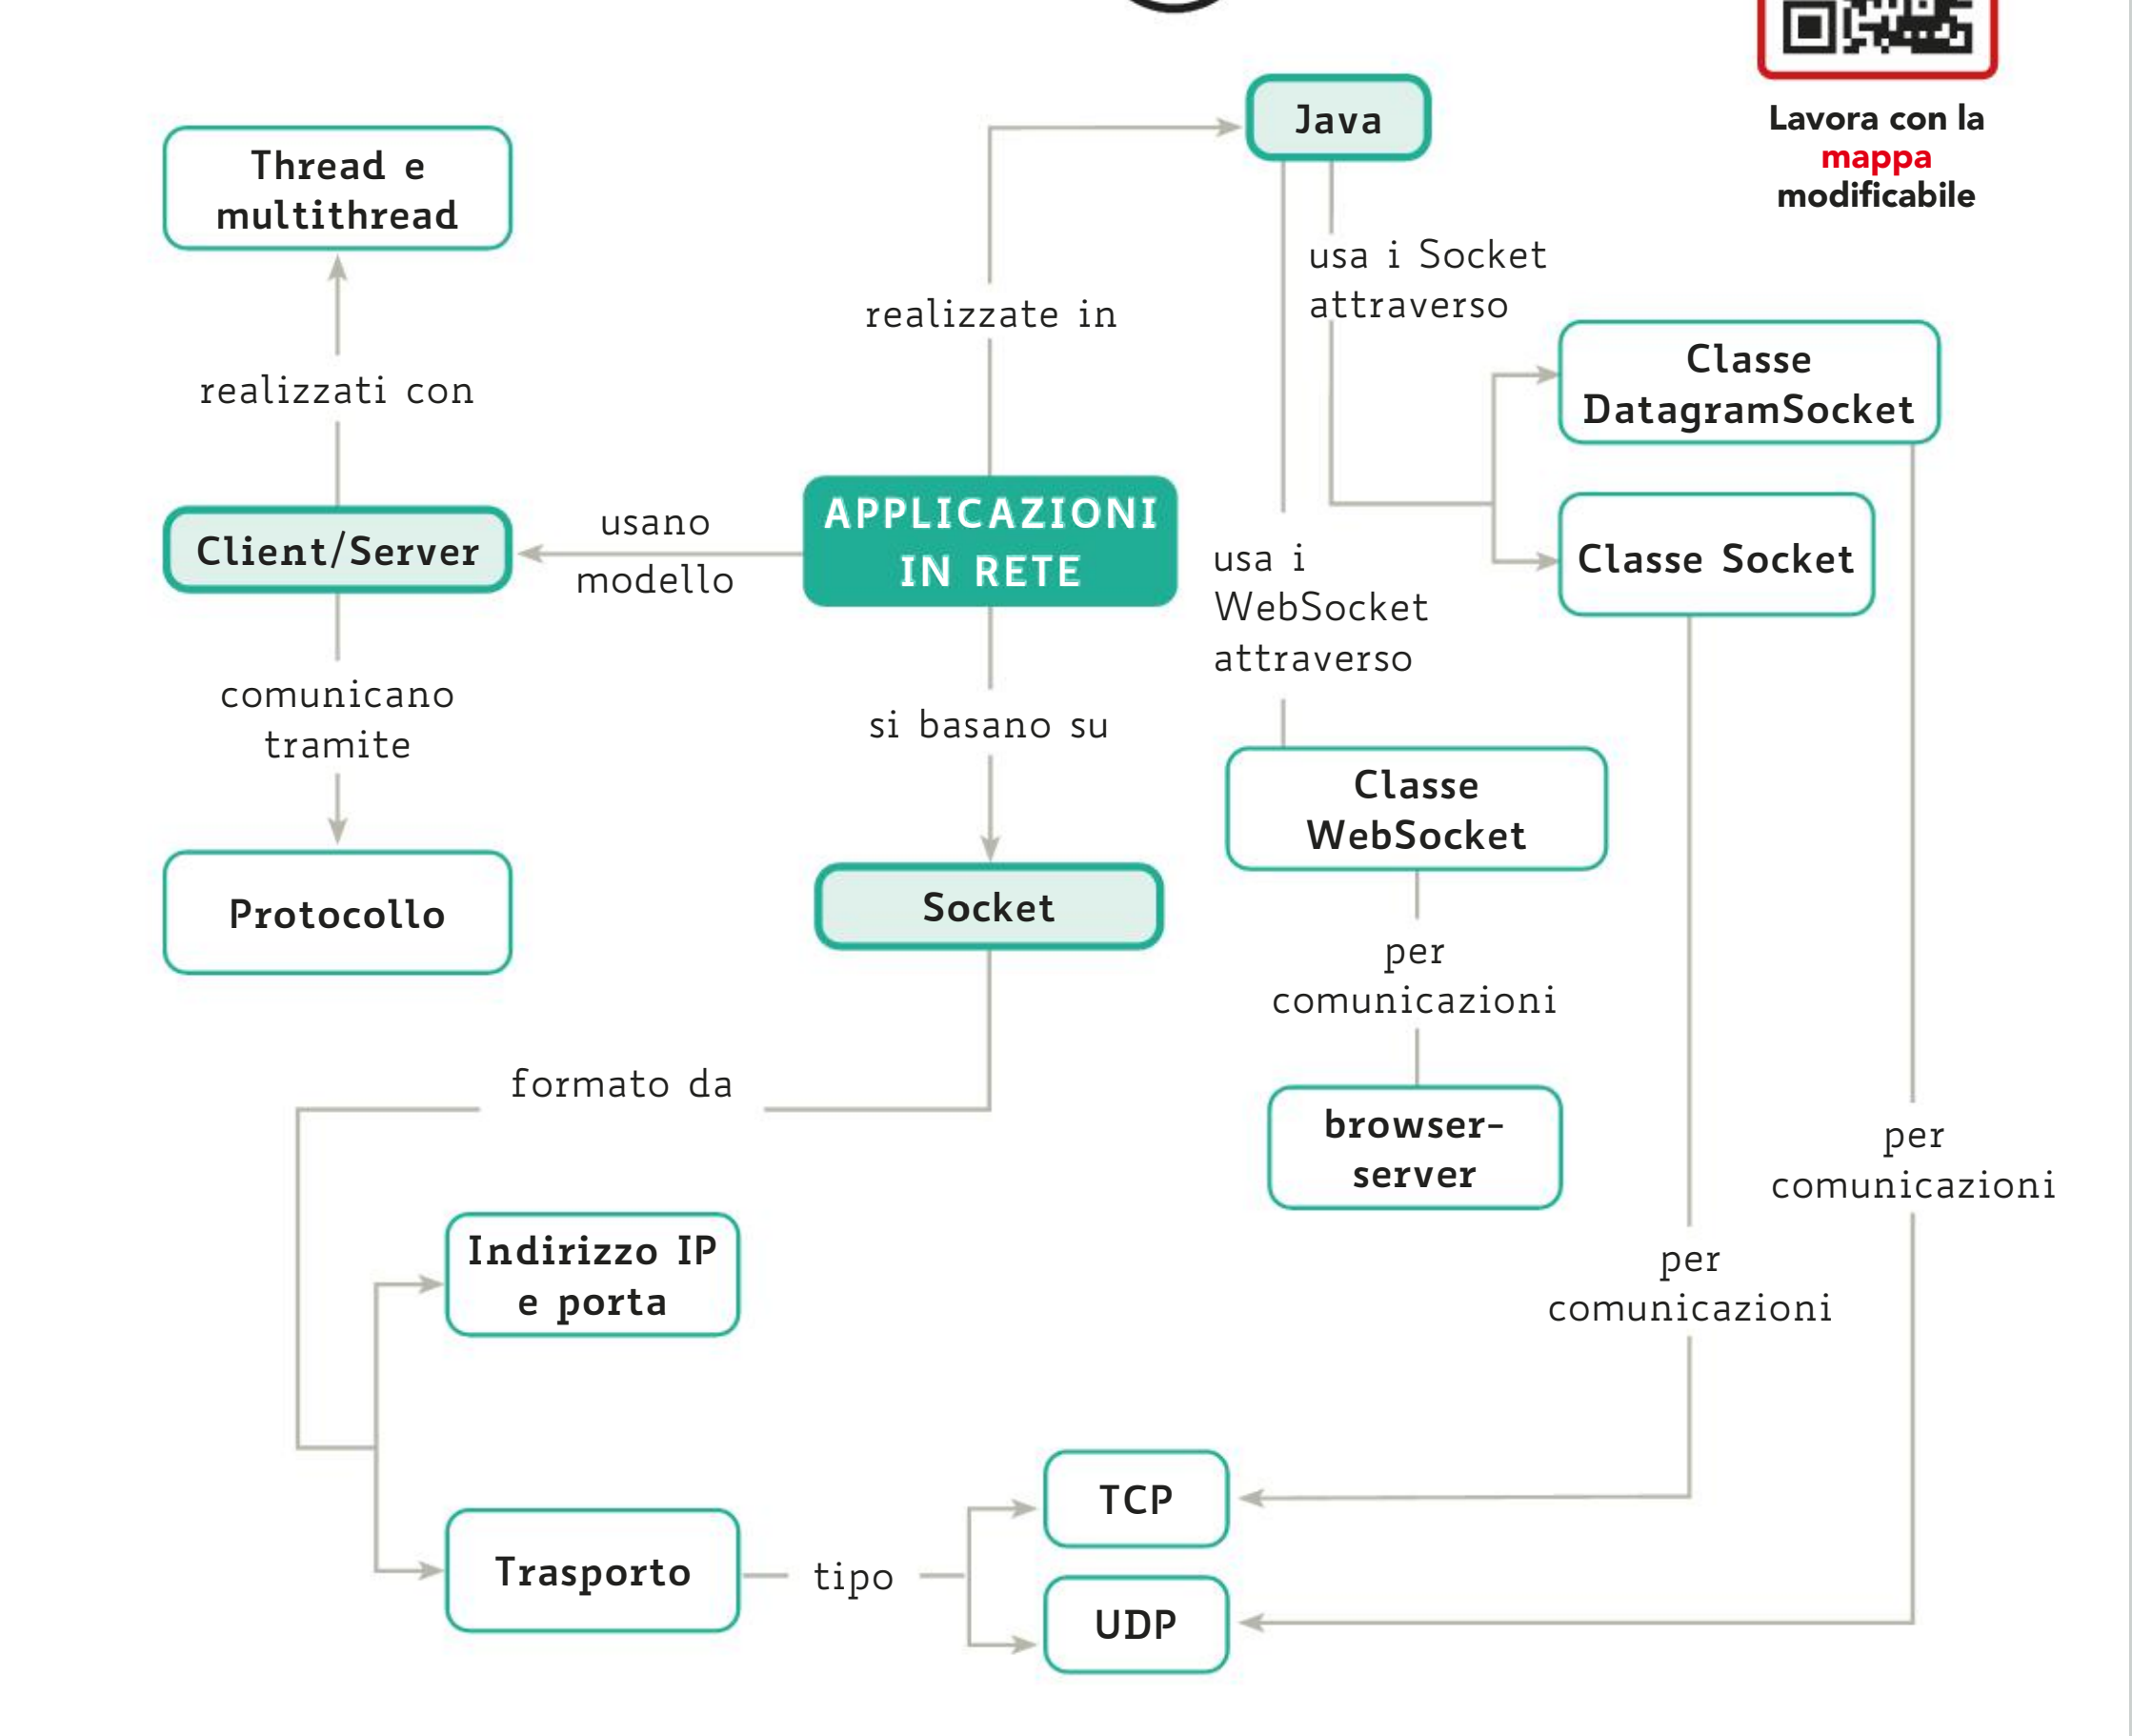 Java
Lavora con la
mappa
modificabile
Thread e
multithread
usa i Socket
attraverso
realizzate in
Classe
DatagramSocket
realizzati con
APPLICAZIONI
IN RETE
usano
modello
Client/Server
Classe Socket
usa i
WebSocket
attraverso
comunicano
tramite
si basano su
Classe
WebSocket
Protocollo
Socket
per
comunicazioni
formato da
browser-
server
per
comunicazioni
Indirizzo IP
e porta
per
comunicazioni
TCP
Trasporto
tipo
UDP